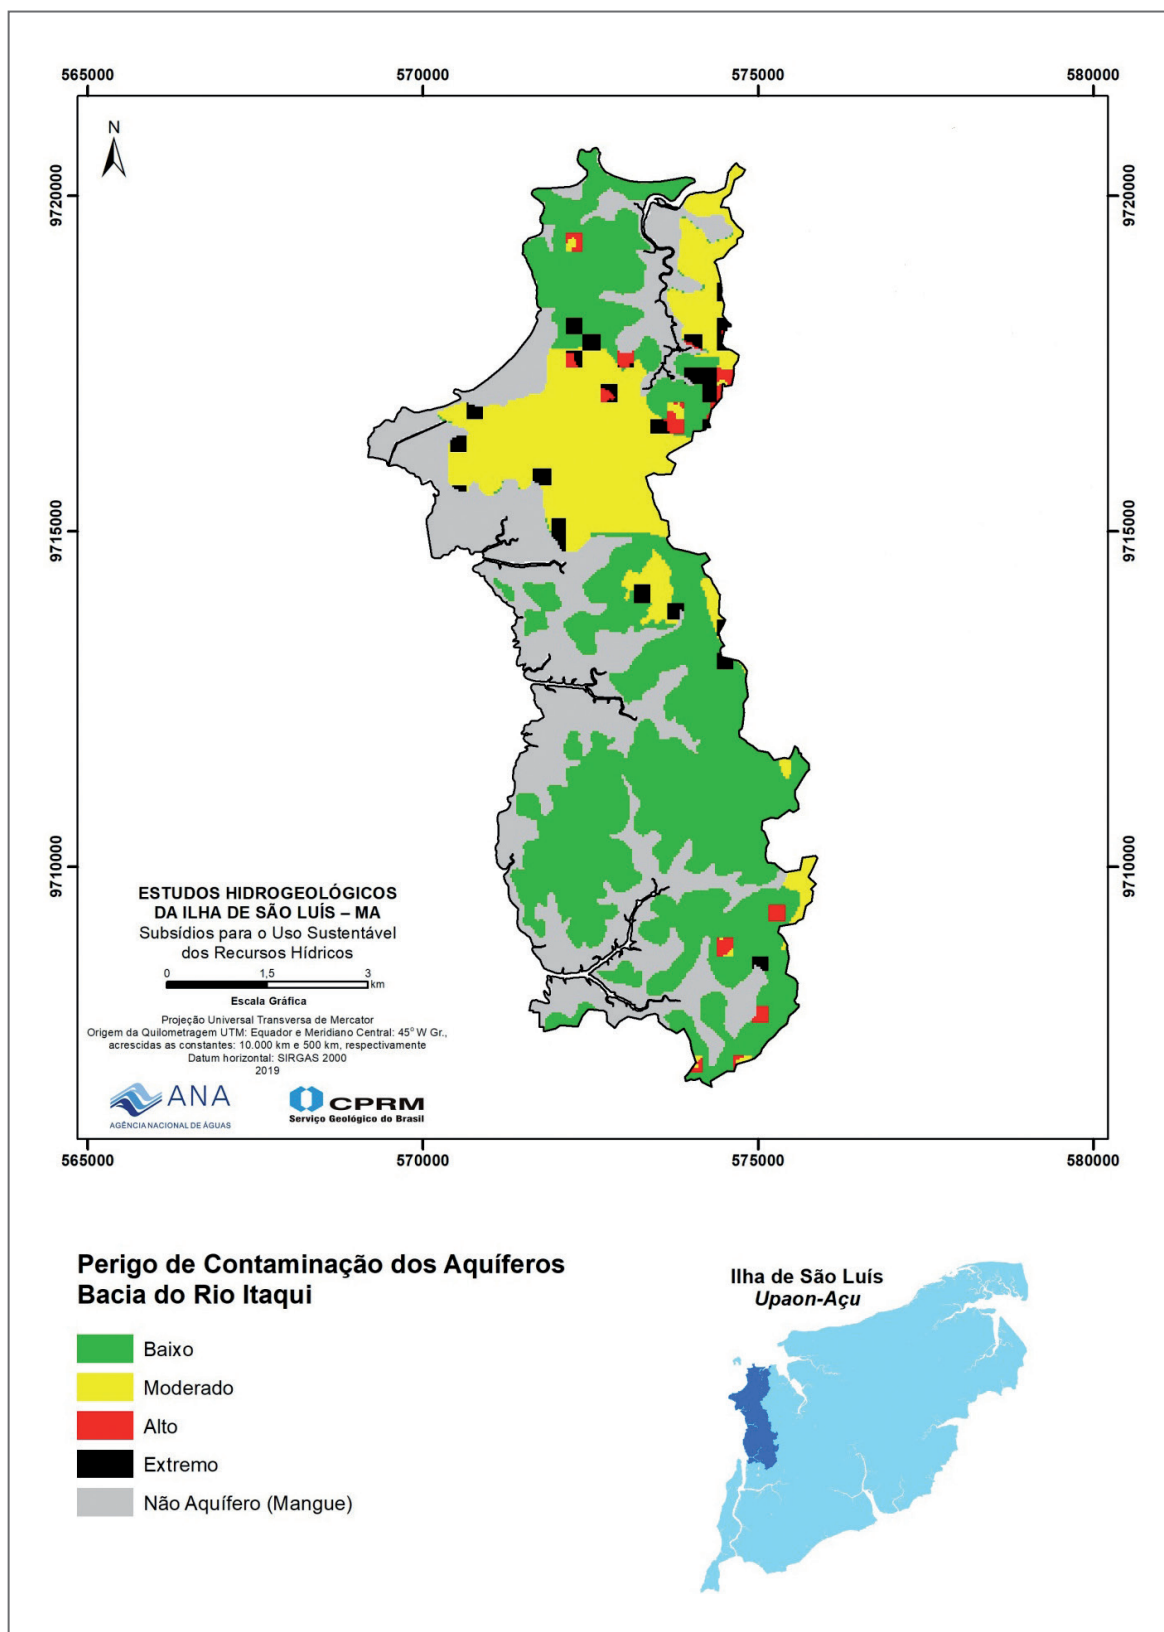 565000
570000
575000
580000
N
9720000
9720000
9715000
9715000
9710000
9710000
ESTUDOS HIDROGEOLÓGICOS
DA ILHA DE SÃO LUÍS – MA
Subsídios para o Uso Sustentável
dos Recursos Hídricos
0 1,5 3
km
Escala Gráfica
Projeção Universal Transversa de Mercator
Origem da Quilometragem UTM: Equador e Meridiano Central: 45° W Gr.,
acrescidas as constantes: 10.000 km e 500 km, respectivamente
Datum horizontal: SIRGAS 2000
2019
ANA
AGÊNCIA NACIONAL DE ÁGUAS
CPRM
Serviço Geológico do Brasil
565000
570000
575000
580000
Perigo de Contaminação dos Aquíferos
Bacia do Rio Itaqui
Baixo
Moderado
Alto
Extremo
Não Aquífero (Mangue)
Ilha de São Luís
Upaon-Açu